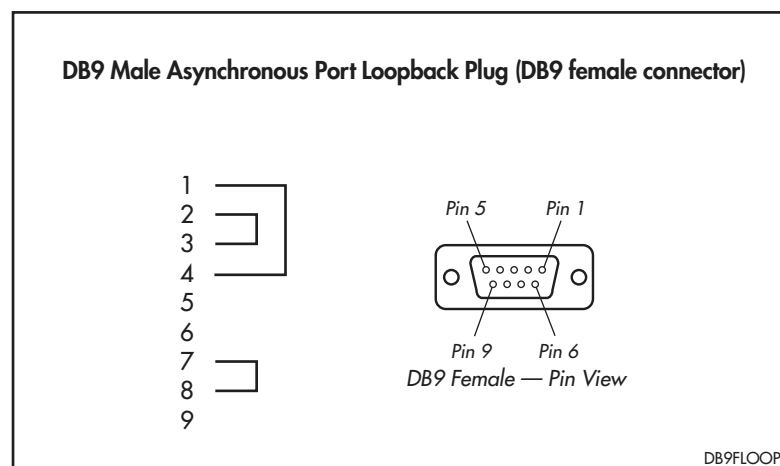 DB9 Male Asynchronous Port Loopback Plug (DB9 female connector)
1
2
3
4
5
6
7
8
9
Pin 5 Pin 1
Pin 9 Pin 6
DB9 Female — Pin View
DB9FLOOP